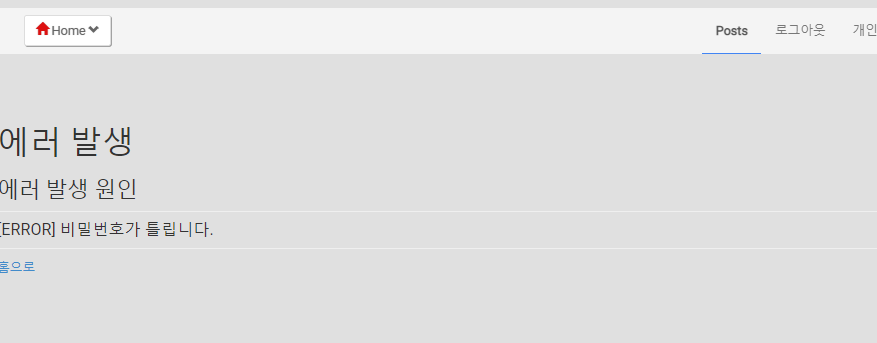 Home
Posts 로그아웃 개인
에러 발생
에러 발생 원인
[ERROR] 비밀번호가 틀립니다.
홈으로